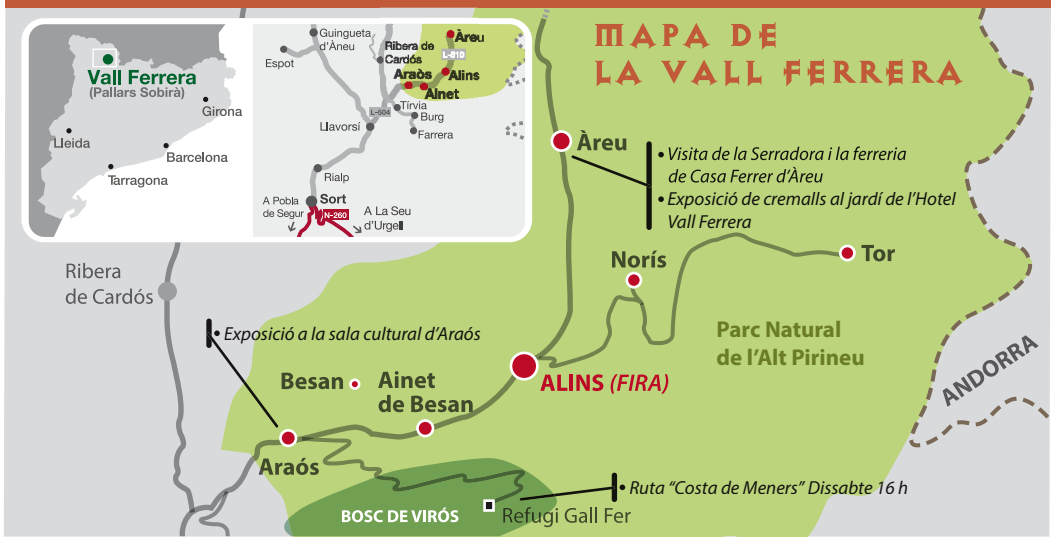 MAPA DE
LA VALL FERRERA
Vall Ferrera
(Pallars Sobirà)
Girona
Lleida
Barcelona
Tarragona
Guingueta
d'Àneu
Espot
Ribera de
Cardós
Àreu
L-510
Araòs
Alins
Ainet
L-504
Tírvia
Burg
Farrera
Llavorsí
Rialp
Sort
N-260
A Pobla
de Segur
A La Seu
d'Urgell
Àreu
• Visita de la Serradora i la ferreria
de Casa Ferrer d'Àreu
• Exposició de cremalls al jardí de l'Hotel
Vall Ferrera
Ribera
de Cardós
Norís
Tor
• Exposició a la sala cultural d'Araós
Parc Natural
de l'Alt Pirineu
ANDORRA
ALINS (FIRA)
Besan
Ainet
de Besan
Araós
• Ruta "Costa de Meners" Dissabte 16 h
BOSC DE VIRÓS
Refugi Gall Fer